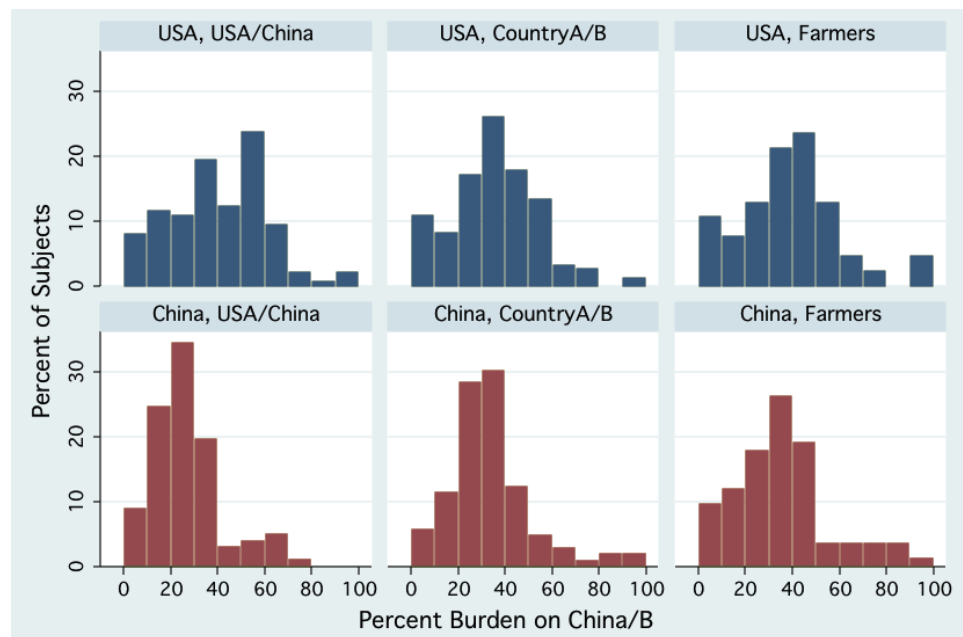 USA, USA/China
USA, CountryA/B
USA, Farmers
30
20
10
0
China, USA/China
China, CountryA/B
China, Farmers
30
20
10
0
0 20 40 60 80 100
0 20 40 60 80 100
0 20 40 60 80 100
Percent of Subjects
Percent Burden on China/B